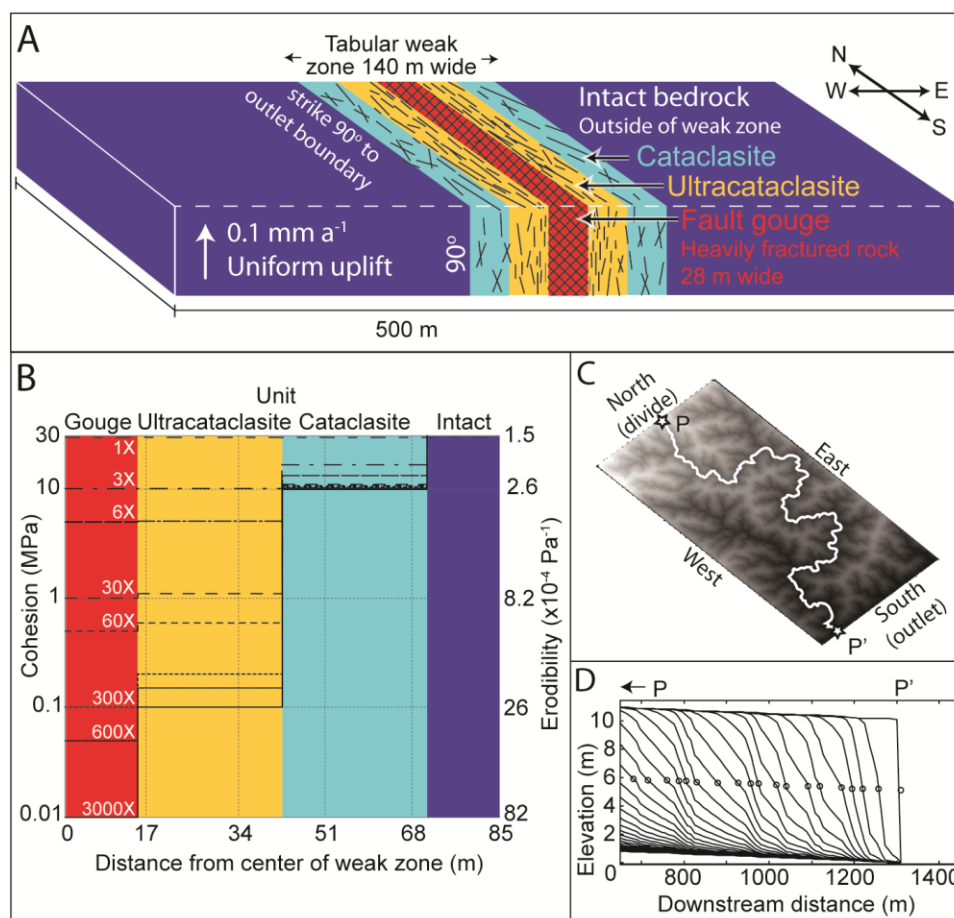 A
Tabular weak
zone 140 m wide
strike 90° to
outlet boundary
N
W
E
S
Intact bedrock
Outside of weak zone
Cataclasite
Ultracataclasite
Fault gouge
Heavily fractured rock
28 m wide
0.1 mm a⁻¹
Uniform uplift
90°
500 m
B
Unit
Gouge Ultracataclasite Cataclasite Intact
30
10
1
0.1
0.01
Cohesion (MPa)
1X
3X
6X
30X
60X
300X
600X
3000X
1.5
2.6
8.2
26
82
Erodibility (x10⁻⁴ Pa⁻¹)
0 17 34 51 68 85
Distance from center of weak zone (m)
C
North
(divide)
P
East
West
South
(outlet)
P'
D
P
P'
10
8
6
4
2
0
Elevation (m)
800 1000 1200 1400
Downstream distance (m)